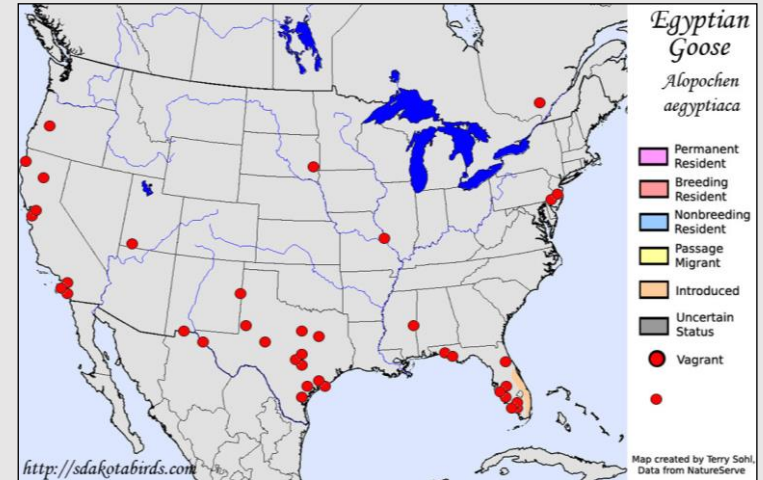 Egyptian
Goose
Alopochen
aegyptiaca
Permanent
Resident
Breeding
Resident
Nonbreeding
Resident
Passage
Migrant
Introduced
Uncertain
Status
Vagrant
http://sdakotabirds.com
Map created by Terry Sohl,
Data from NatureServe